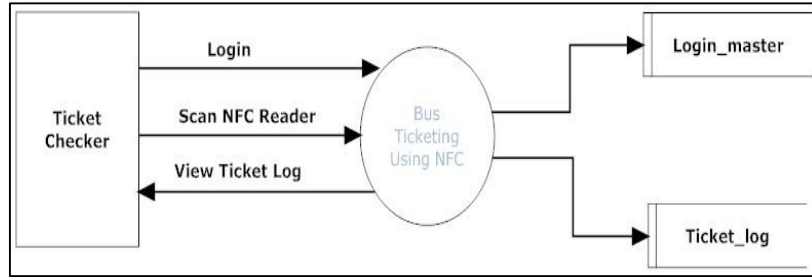 Login
Login_master
Scan NFC Reader
Ticket
Checker
Bus
Ticketing
Using NFC
View Ticket Log
Ticket_log